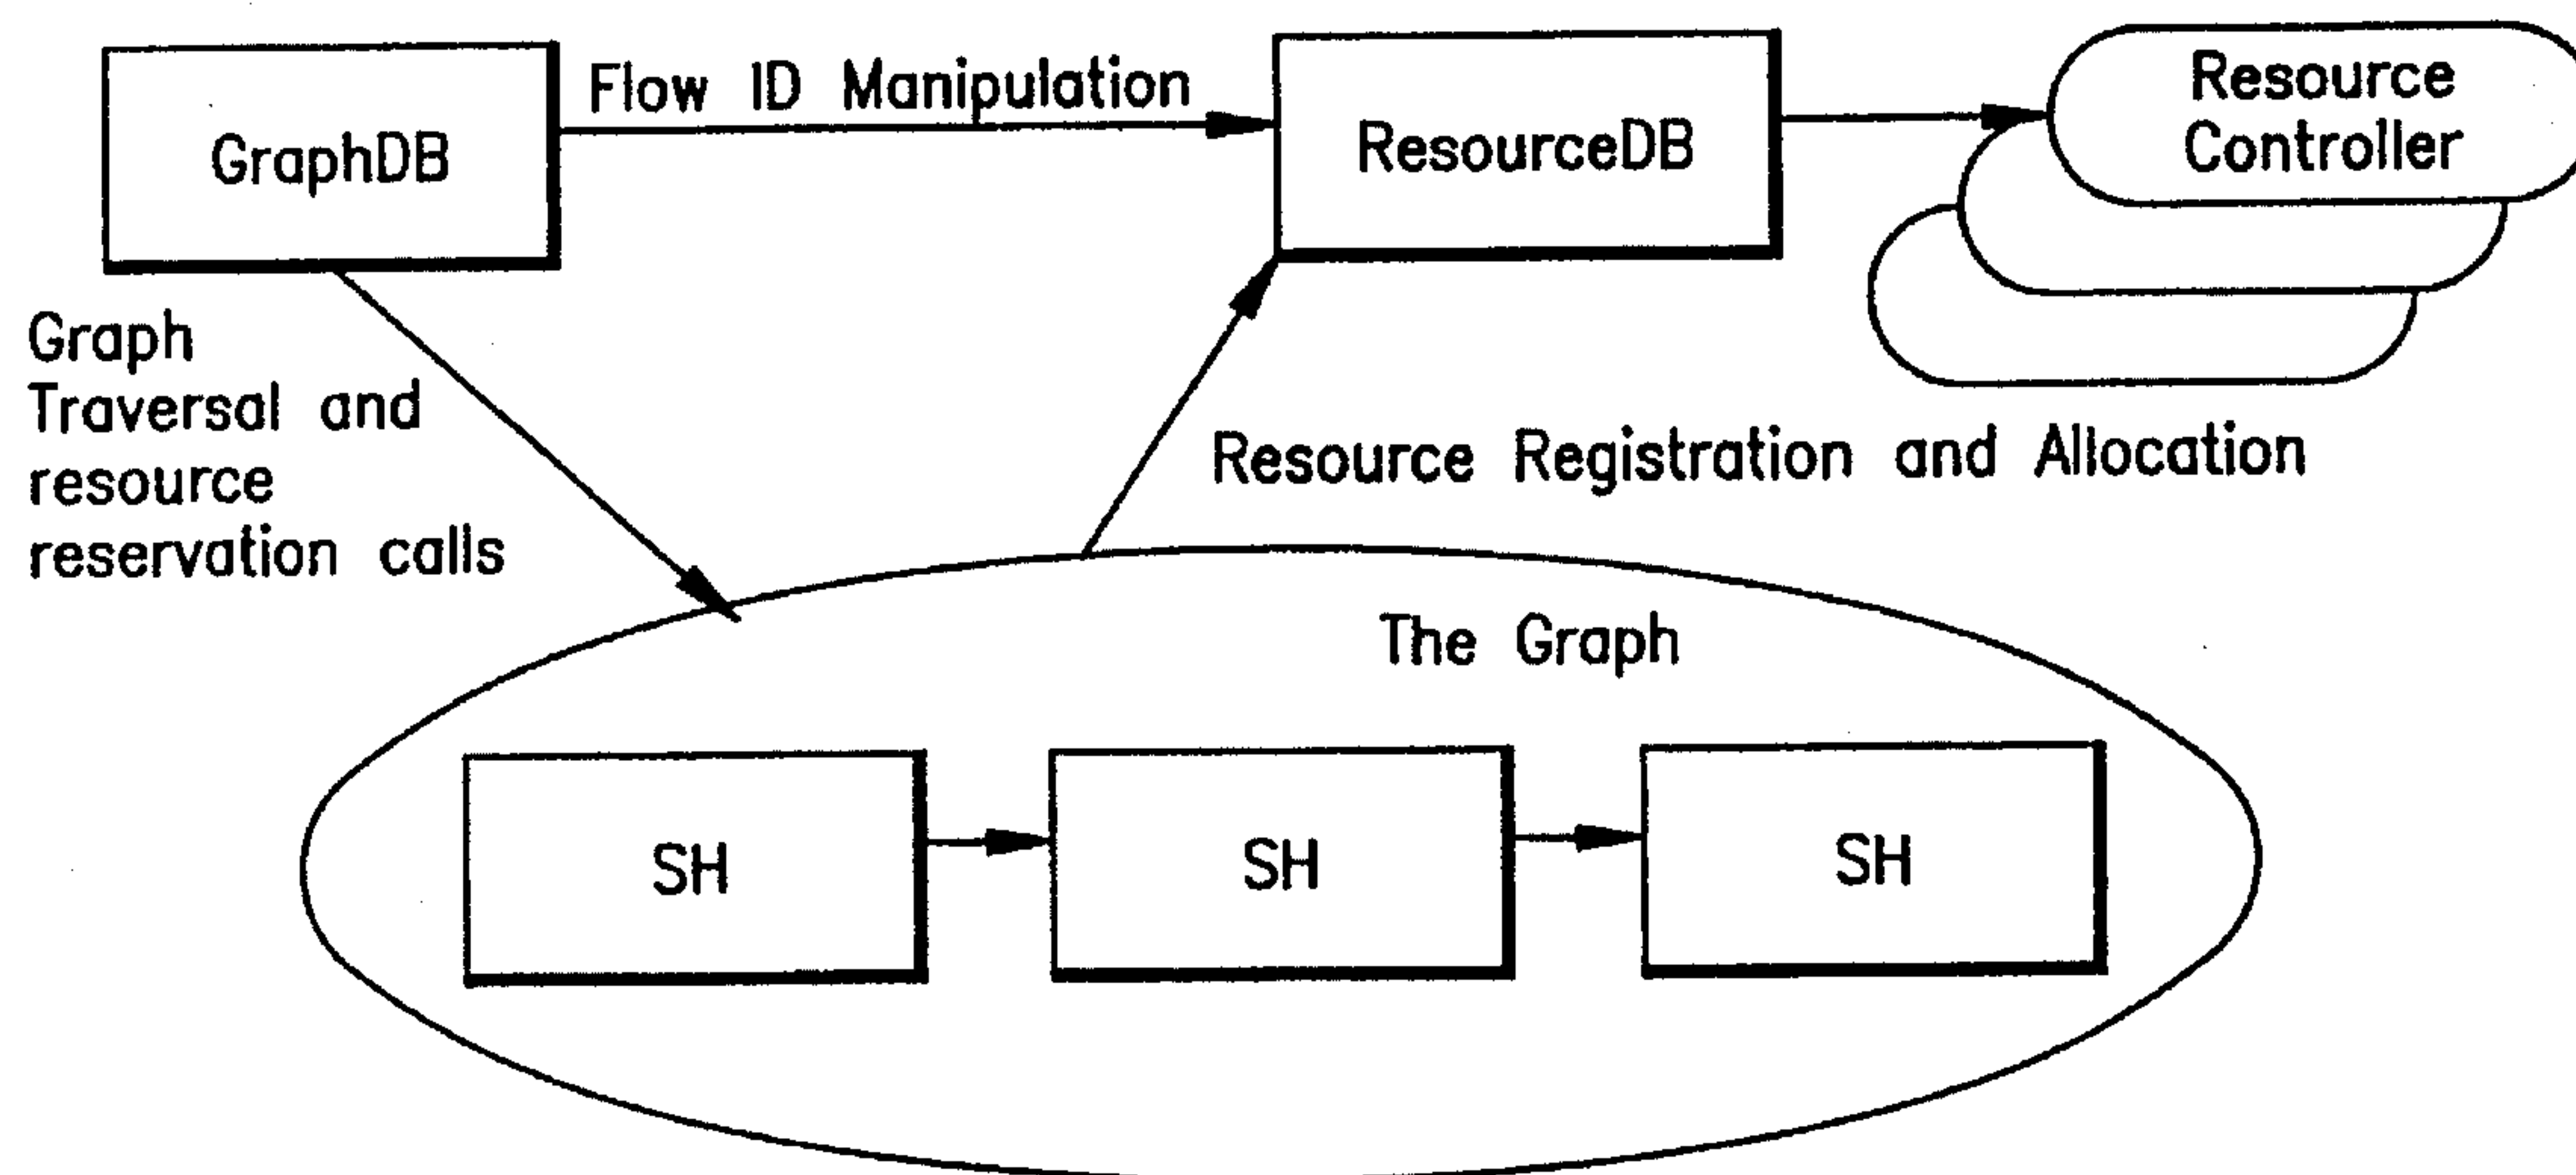 GraphDB
Flow ID Manipulation
ResourceDB
Resource
Controller
Graph
Traversal and
resource
reservation calls
Resource Registration and Allocation
The Graph
SH
SH
SH